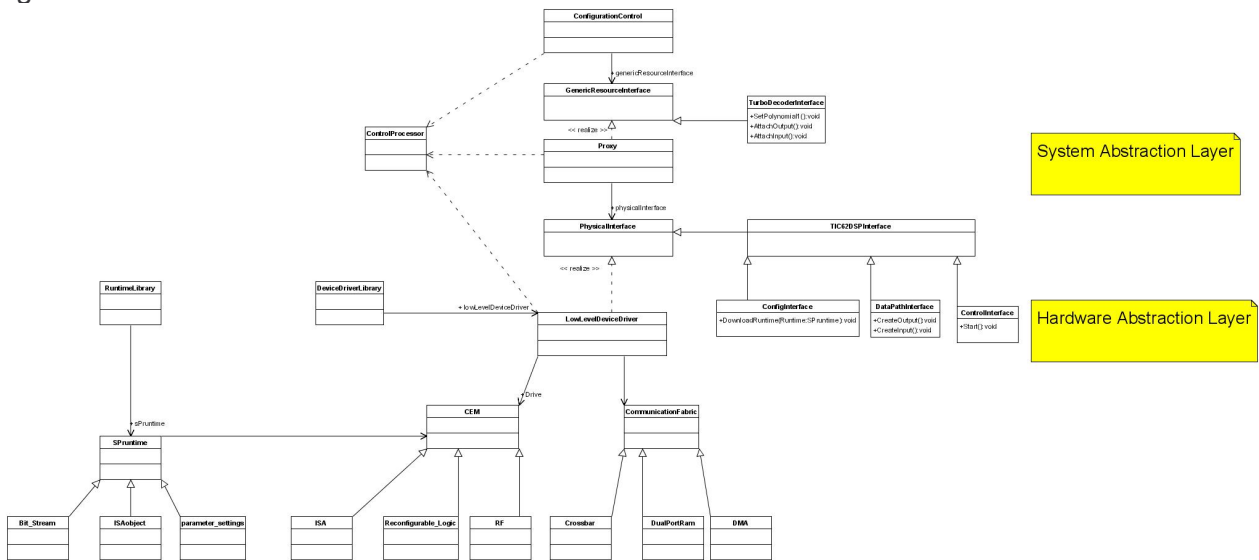 ConfigurationControl
+ genericResourceInterface
GenericResourceInterface
TurboDecoderInterface
+SetPolynomial1():void
+AttachOutput():void
+AttachInput():void
<< realize >>
ControlProcessor
Proxy
System Abstraction Layer
+ physicalInterface
PhysicalInterface
TIC62DSPInterface
<< realize >>
RuntimeLibrary
DeviceDriverLibrary
+ lowLevelDeviceDriver
LowLevelDeviceDriver
ConfigInterface
+DownloadRuntime(Runtime:SPruntime):void
DataPathInterface
+CreateOutput():void
+CreateInput():void
ControlInterface
+Start():void
Hardware Abstraction Layer
+ Drive
CEM
CommunicationFabric
+ sPruntime
SPruntime
Bit_Stream
ISAobject
parameter_settings
ISA
Reconfigurable_Logic
RF
Crossbar
DualPortRam
DMA